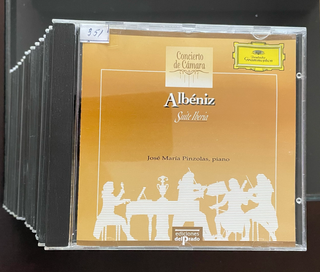 351
Concierto
de Cámara
Deutsche
Grammophon
Albéniz
Suite Iberia
José María Pinzolas, piano
ediciones
del Prado